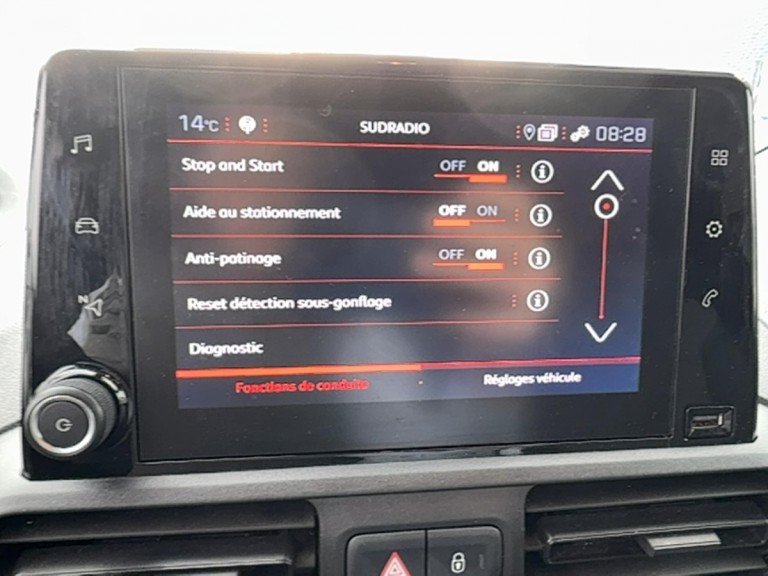 14°C SUDRADIO 08:28
Stop and Start OFF ON
Aide au stationnement OFF ON
Anti-patinage OFF ON
Reset détection sous-gonflage
Diagnostic
Fonctions de conduite Réglages véhicule
N